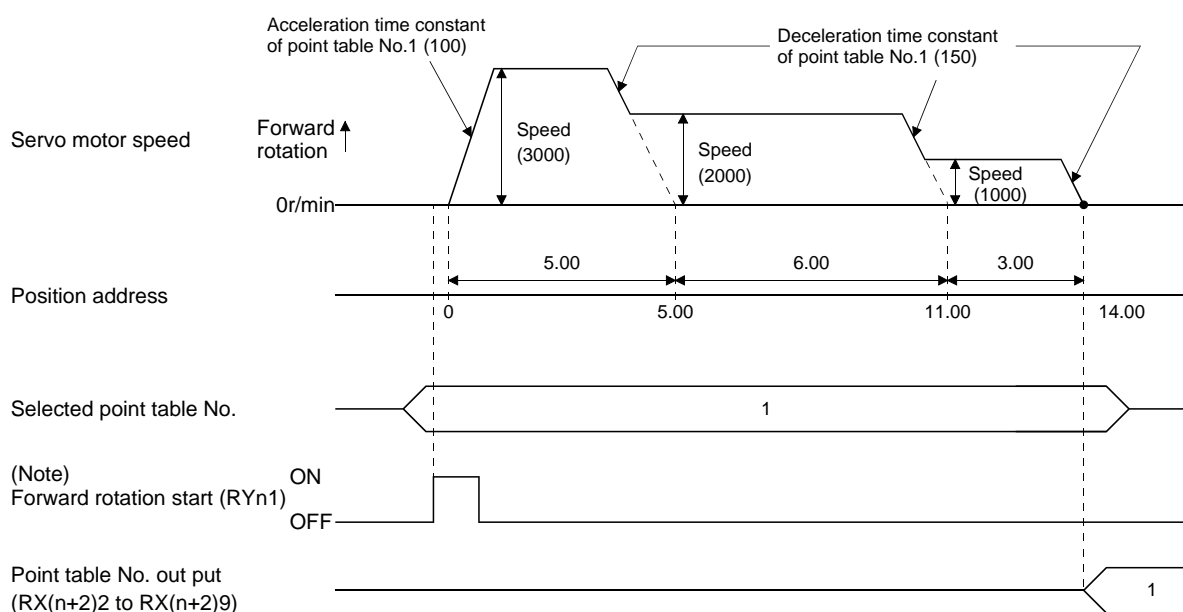 Acceleration time constant
of point table No.1 (100)
Deceleration time constant
of point table No.1 (150)
Servo motor speed
Forward
rotation
Speed
(3000)
Speed
(2000)
Speed
(1000)
0r/min
5.00
6.00
3.00
Position address
0
5.00
11.00
14.00
Selected point table No.
1
(Note)
Forward rotation start (RYn1)
ON
OFF
Point table No. out put
(RX(n+2)2 to RX(n+2)9)
1